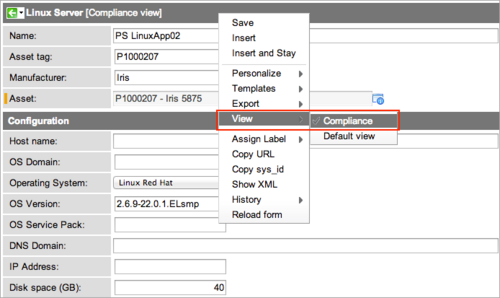 Linux Server [Compliance view]
Name: PS LinuxApp02
Asset tag: P1000207
Manufacturer: Iris
Asset: P1000207 - Iris 5875
Configuration
Host name:
OS Domain:
Operating System: Linux Red Hat
OS Version: 2.6.9-22.0.1.ELsmp
OS Service Pack:
DNS Domain:
IP Address:
Disk space (GB): 40
Save
Insert
Insert and Stay
Personalize
Templates
Export
View
Assign Label
Copy URL
Copy sys_id
Show XML
History
Reload form
Compliance
Default view